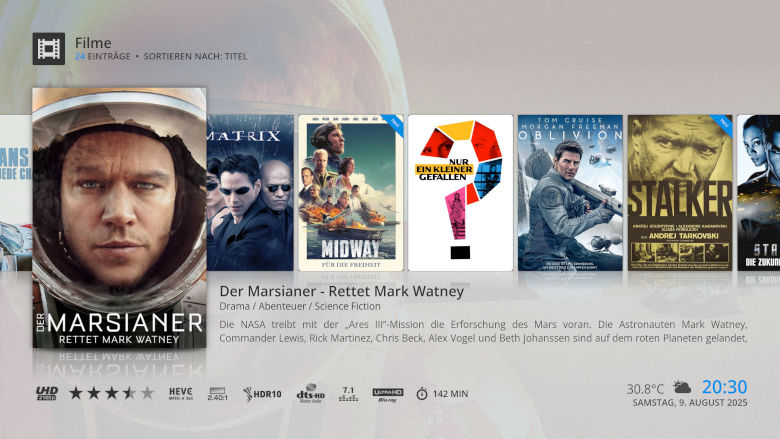 Filme
24 EINTRÄGE • SORTIEREN NACH: TITEL
ANS
MATRIX
MIDWAY
FÜR DIE FREIHEIT
NUR
EIN KLEINER
GEFALLEN
TOM CRUISE
MORGAN FREEMAN
OBLIVION
STALKER
ANDREJ TARKOVSKI
DIE ZUKUN
DER MARSIANER
RETTET MARK WATNEY
Der Marsianer - Rettet Mark Watney
Drama / Abenteuer / Science Fiction
Die NASA treibt mit der „Ares III"-Mission die Erforschung des Mars voran. Die Astronauten Mark Watney,
Commander Lewis, Rick Martinez, Chris Beck, Alex Vogel und Beth Johanssen sind auf dem roten Planeten gelandet,
UHD 2160p HEVC 2.40:1 HDR10 dts-HD Master Audio 7.1 ULTRA HD Blu-ray 142 MIN
30.8°C 20:30
SAMSTAG, 9. AUGUST 2025